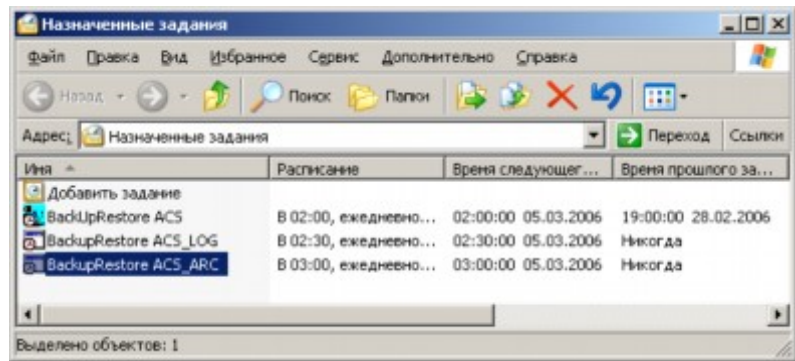 Назначенные задания
Файл Правка Вид Избранное Сервис Дополнительно Справка
Назад Поиск Папки
Адрес: Назначенные задания Переход Ссылки
Имя Расписание Время следующег... Время прошлого за...
Добавить задание
BackUpRestore ACS В 02:00, ежедневно... 02:00:00 05.03.2006 19:00:00 28.02.2006
BackupRestore ACS_LOG В 02:30, ежедневно... 02:30:00 05.03.2006 Никогда
BackupRestore ACS_ARC В 03:00, ежедневно... 03:00:00 05.03.2006 Никогда
Выделено объектов: 1